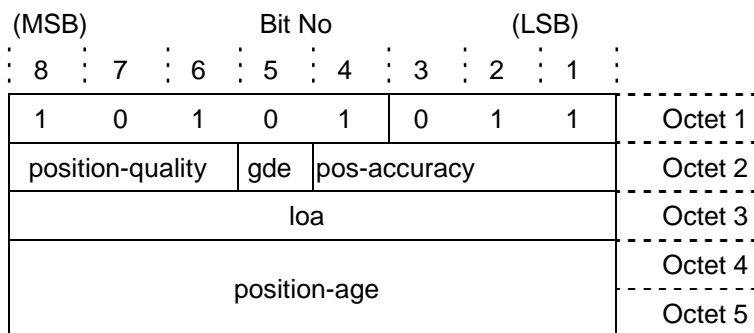 (MSB) Bit No (LSB)
8 7 6 5 4 3 2 1
1 0 1 0 1 0 1 1 Octet 1
position-quality gde pos-accuracy Octet 2
loa Octet 3
Octet 4
position-age
Octet 5